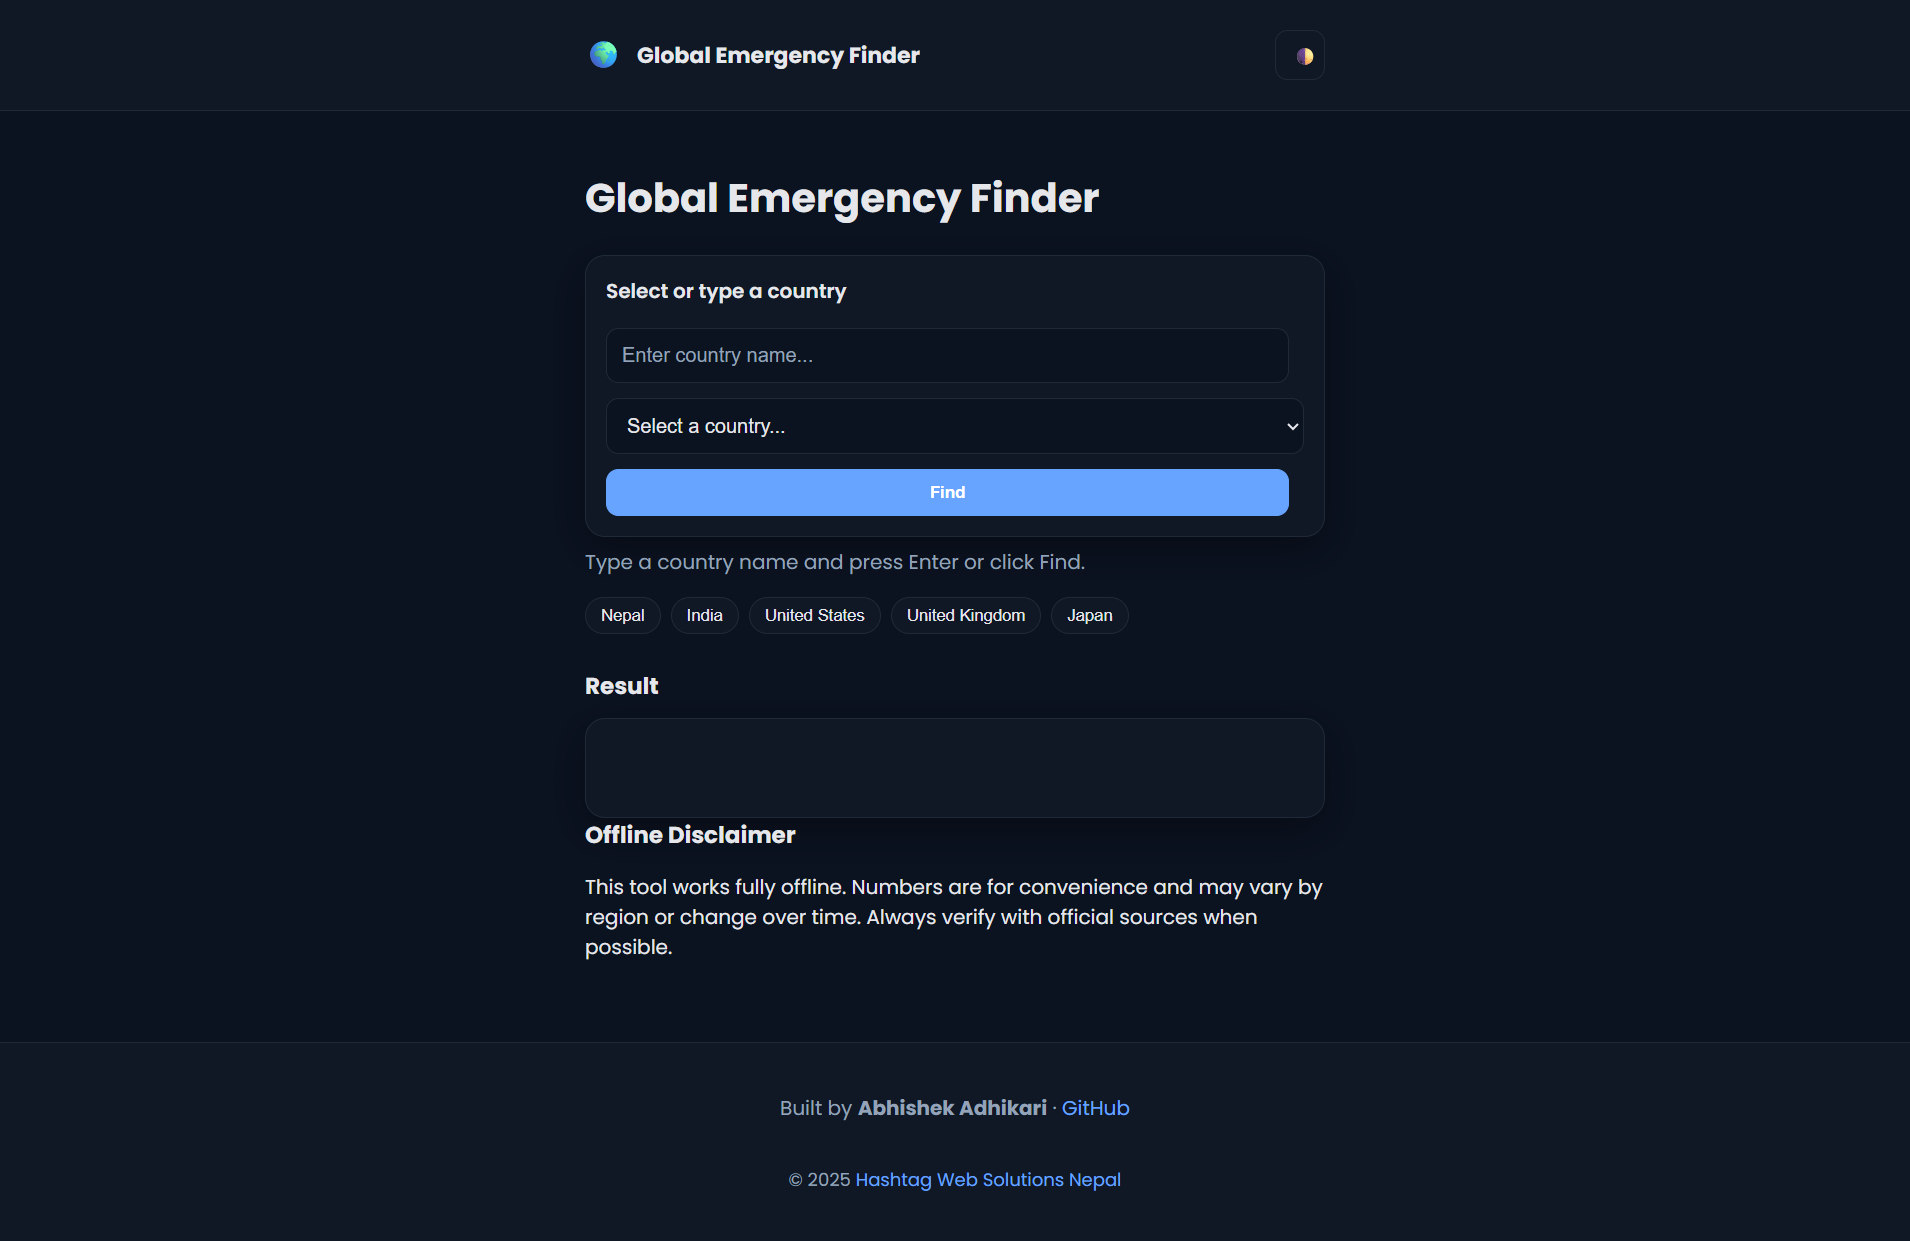 Global Emergency Finder
Global Emergency Finder
Select or type a country
Enter country name...
Select a country...
Find
Type a country name and press Enter or click Find.
Nepal India United States United Kingdom Japan
Result
Offline Disclaimer
This tool works fully offline. Numbers are for convenience and may vary by
region or change over time. Always verify with official sources when
possible.
Built by Abhishek Adhikari · GitHub
© 2025 Hashtag Web Solutions Nepal